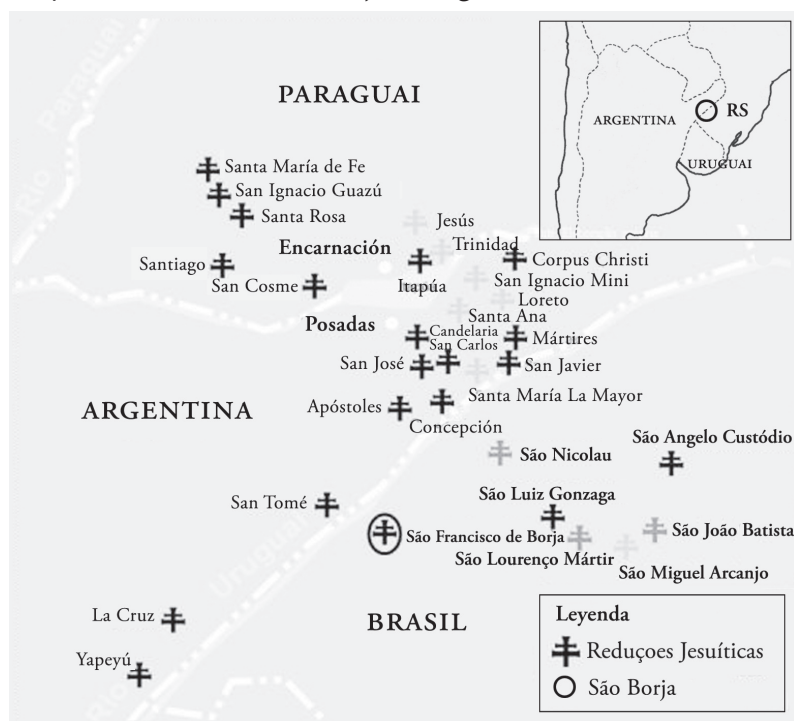 PARAGUAI
ARGENTINA
RS
URUGUAI
Rio Paraguai
Santa María de Fe
San Ignacio Guazú
Santa Rosa
Jesús
Encarnación
Trinidad
Santiago
Corpus Christi
San Cosme
Itapúa
San Ignacio Mini
Loreto
Santa Ana
Posadas
Candelaria
San Carlos
Mártires
San José
San Javier
Santa María La Mayor
ARGENTINA
Apóstoles
Concepción
São Nicolau
São Angelo Custódio
São Luiz Gonzaga
San Tomé
São Francisco de Borja
São João Batista
São Lourenço Mártir
São Miguel Arcanjo
Rio Uruguai
La Cruz
BRASIL
Yapeyú
Leyenda
Reduçoes Jesuíticas
São Borja